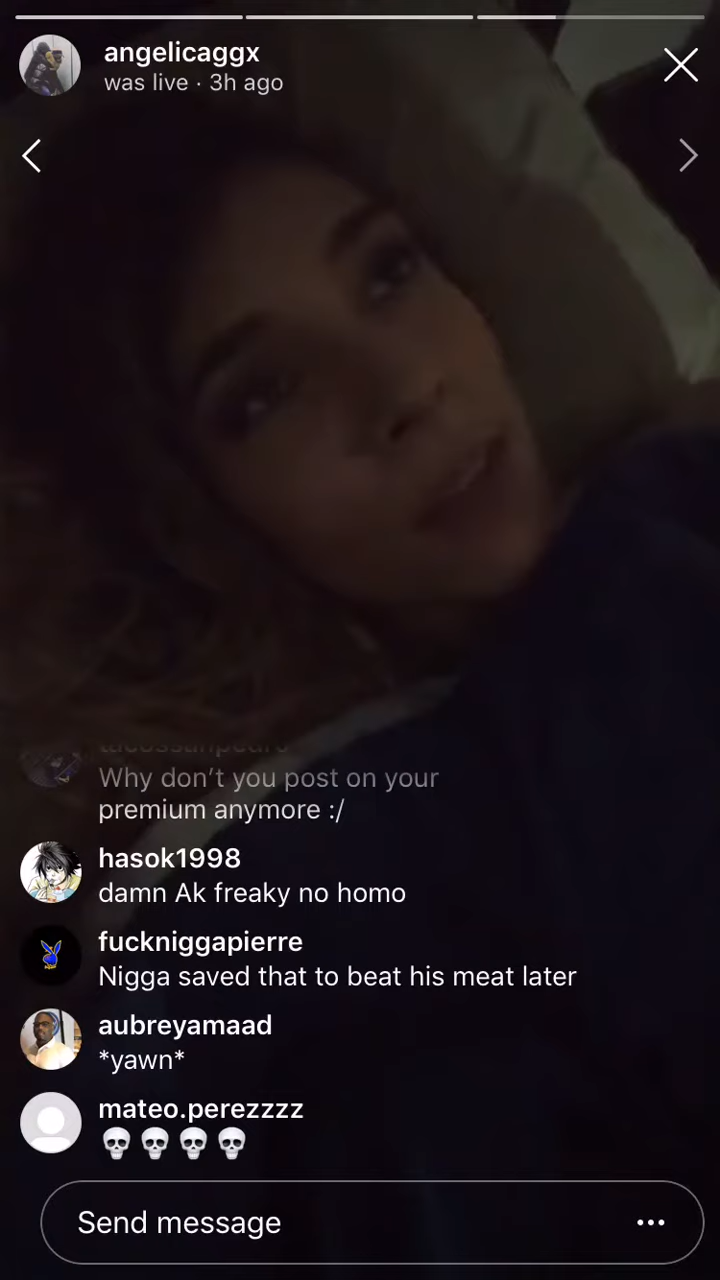 angelicaggx
was live · 3h ago
Why don't you post on your
premium anymore :/
hasok1998
damn Ak freaky no homo
fuckniggapierre
Nigga saved that to beat his meat later
aubreyamaad
*yawn*
mateo.perezzzz
💀💀💀💀
Send message